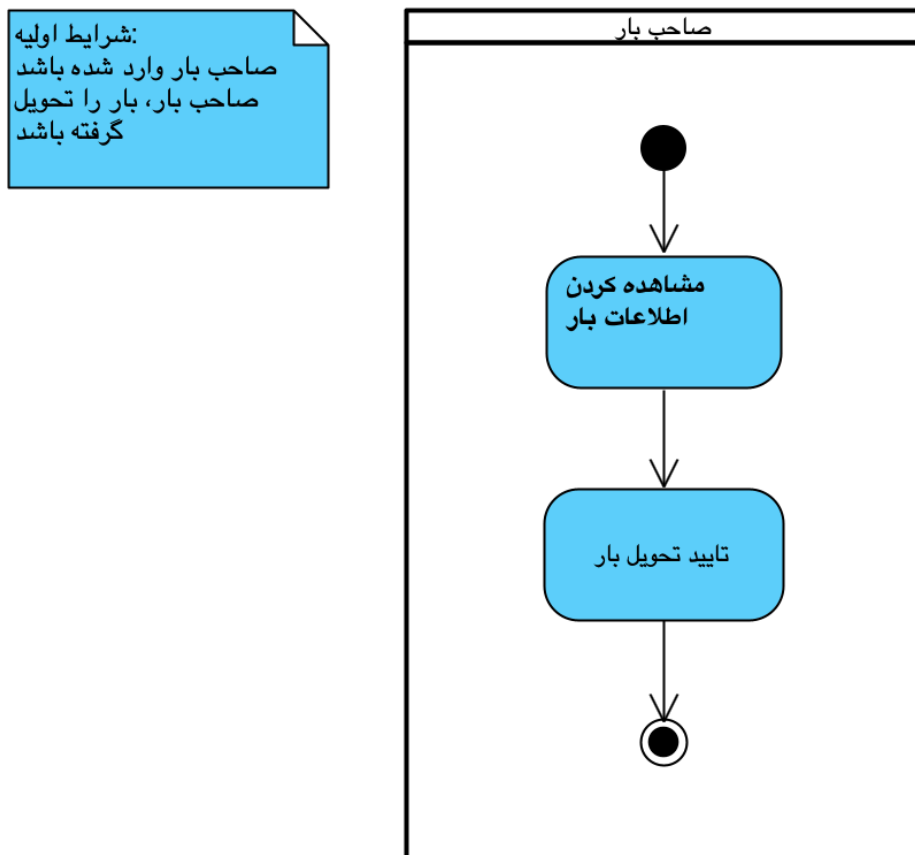 شرایط اولیه:
صاحب بار وارد شده باشد
صاحب بار، بار را تحویل
گرفته باشد
صاحب بار
مشاهده کردن
اطلاعات بار
تایید تحویل بار